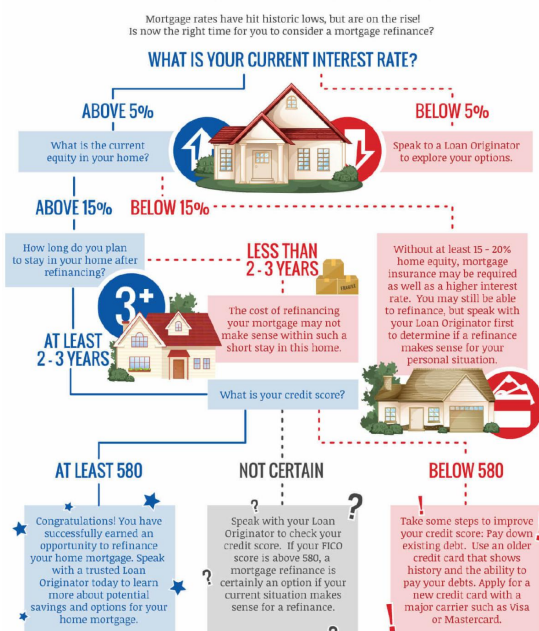 Mortgage rates have hit historic lows, but are on the rise!
Is now the right time for you to consider a mortgage refinance?
WHAT IS YOUR CURRENT INTEREST RATE?
ABOVE 5%
BELOW 5%
What is the current
equity in your home?
Speak to a Loan Originator
to explore your options.
ABOVE 15%
BELOW 15%
How long do you plan
to stay in your home after
refinancing?
LESS THAN
2 - 3 YEARS
FRAGILE
Without at least 15 - 20%
home equity, mortgage
insurance may be required
as well as a higher interest
rate. You may still be able
to refinance, but speak with
your Loan Originator first
to determine if a refinance
makes sense for your
personal situation.
3+
The cost of refinancing
your mortgage may not
make sense within such a
short stay in this home.
AT LEAST
2 - 3 YEARS
What is your credit score?
AT LEAST 580
NOT CERTAIN
BELOW 580
Congratulations! You have
successfully earned an
opportunity to refinance
your home mortgage.
Speak
with a trusted Loan
Originator today to learn
more about potential
savings and options for your
home mortgage.
?
?
?
Speak with your Loan
Originator to check your
credit score. If your FICO
score is above 580, a
mortgage refinance is
certainly an option if your
current situation makes
sense for a refinance.
!
!
!
Take some steps to improve
your credit score: Pay down
existing debt. Use an older
credit card that shows
history and the ability to
pay your debts. Apply for a
new credit card with a
major carrier such as Visa
or Mastercard.